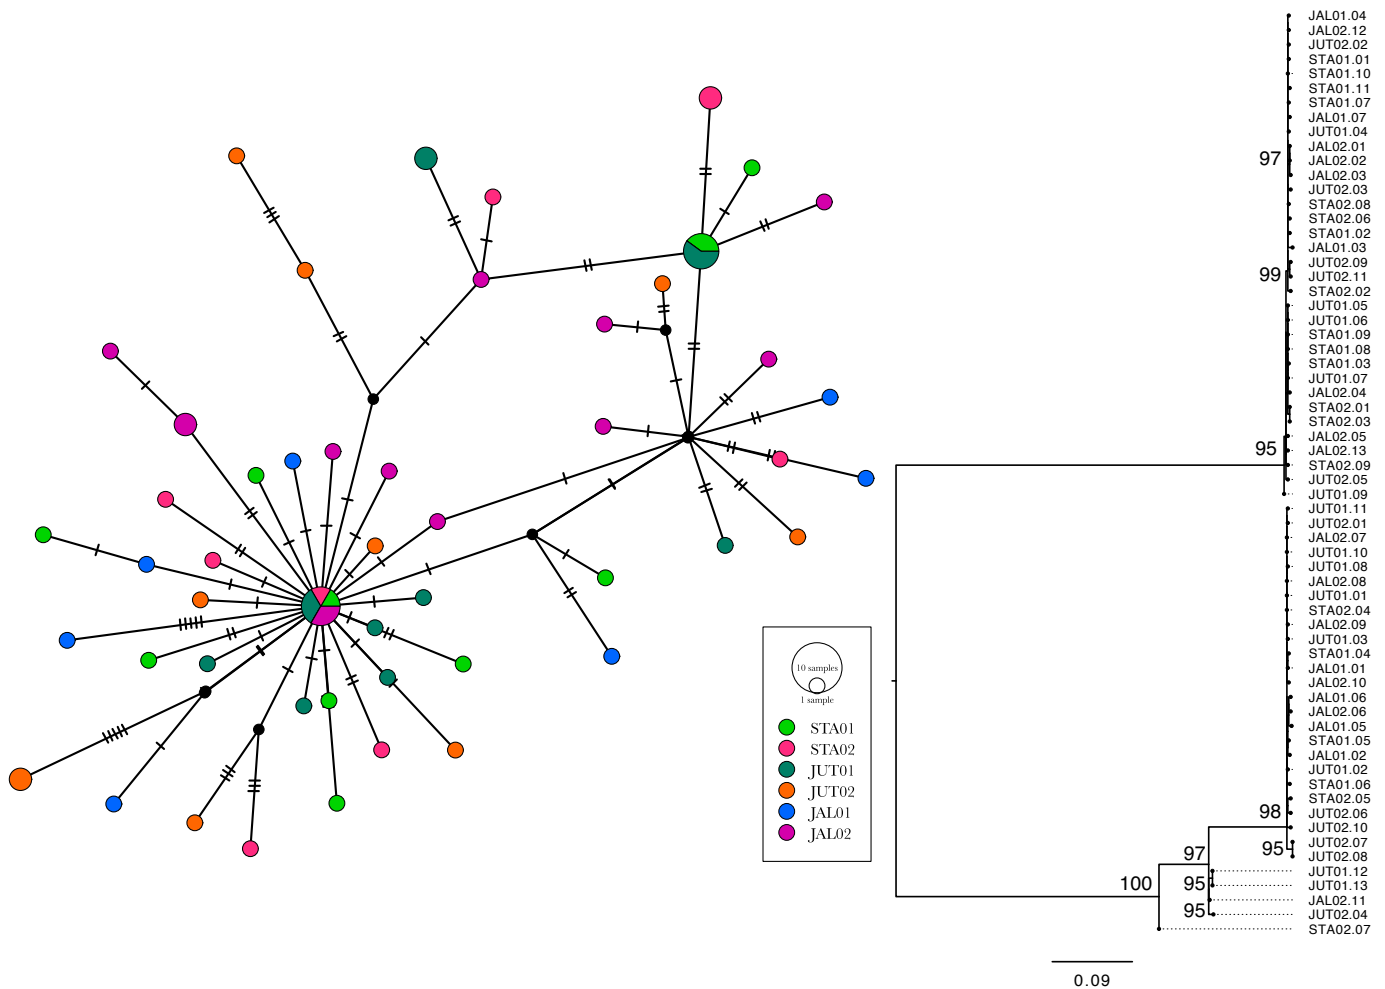 10 samples
1 sample
STA01
STA02
JUT01
JUT02
JAL01
JAL02
JAL01.04
JAL02.12
JUT02.02
STA01.01
STA01.10
STA01.11
STA01.07
JAL01.07
JUT01.04
JAL02.01
97
JAL02.02
JAL02.03
JUT02.03
STA02.08
STA02.06
STA01.02
JAL01.03
JUT02.09
99
JUT02.11
STA02.02
JUT01.05
JUT01.06
STA01.09
STA01.08
STA01.03
JUT01.07
JAL02.04
STA02.01
STA02.03
JAL02.05
95
JAL02.13
STA02.09
JUT02.05
JUT01.09
JUT01.11
JUT02.01
JAL02.07
JUT01.10
JUT01.08
JAL02.08
JUT01.01
STA02.04
JAL02.09
JUT01.03
STA01.04
JAL01.01
JAL02.10
JAL01.06
JAL02.06
JAL01.05
STA01.05
JAL01.02
JUT01.02
STA01.06
STA02.05
98
JUT02.06
JUT02.10
JUT02.07
95
JUT02.08
97
JUT01.12
100
95
JUT01.13
JAL02.11
95
JUT02.04
STA02.07
0.09